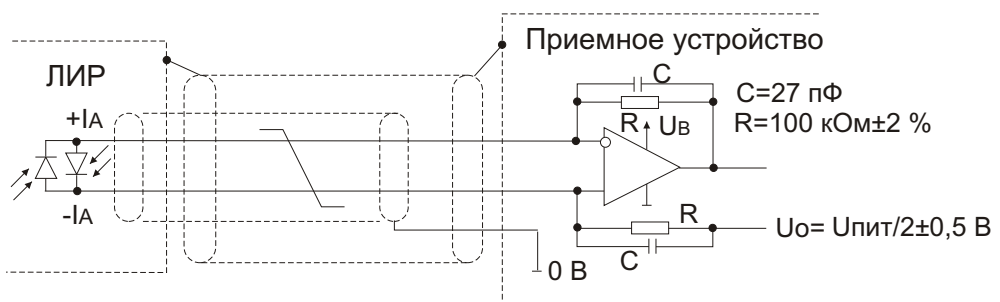 Приемное устройство
ЛИР
C
C=27 пФ
+IA
R UB
R=100 кОм±2 %
-IA
R
Uo= Uпит/2±0,5 В
C
0 В